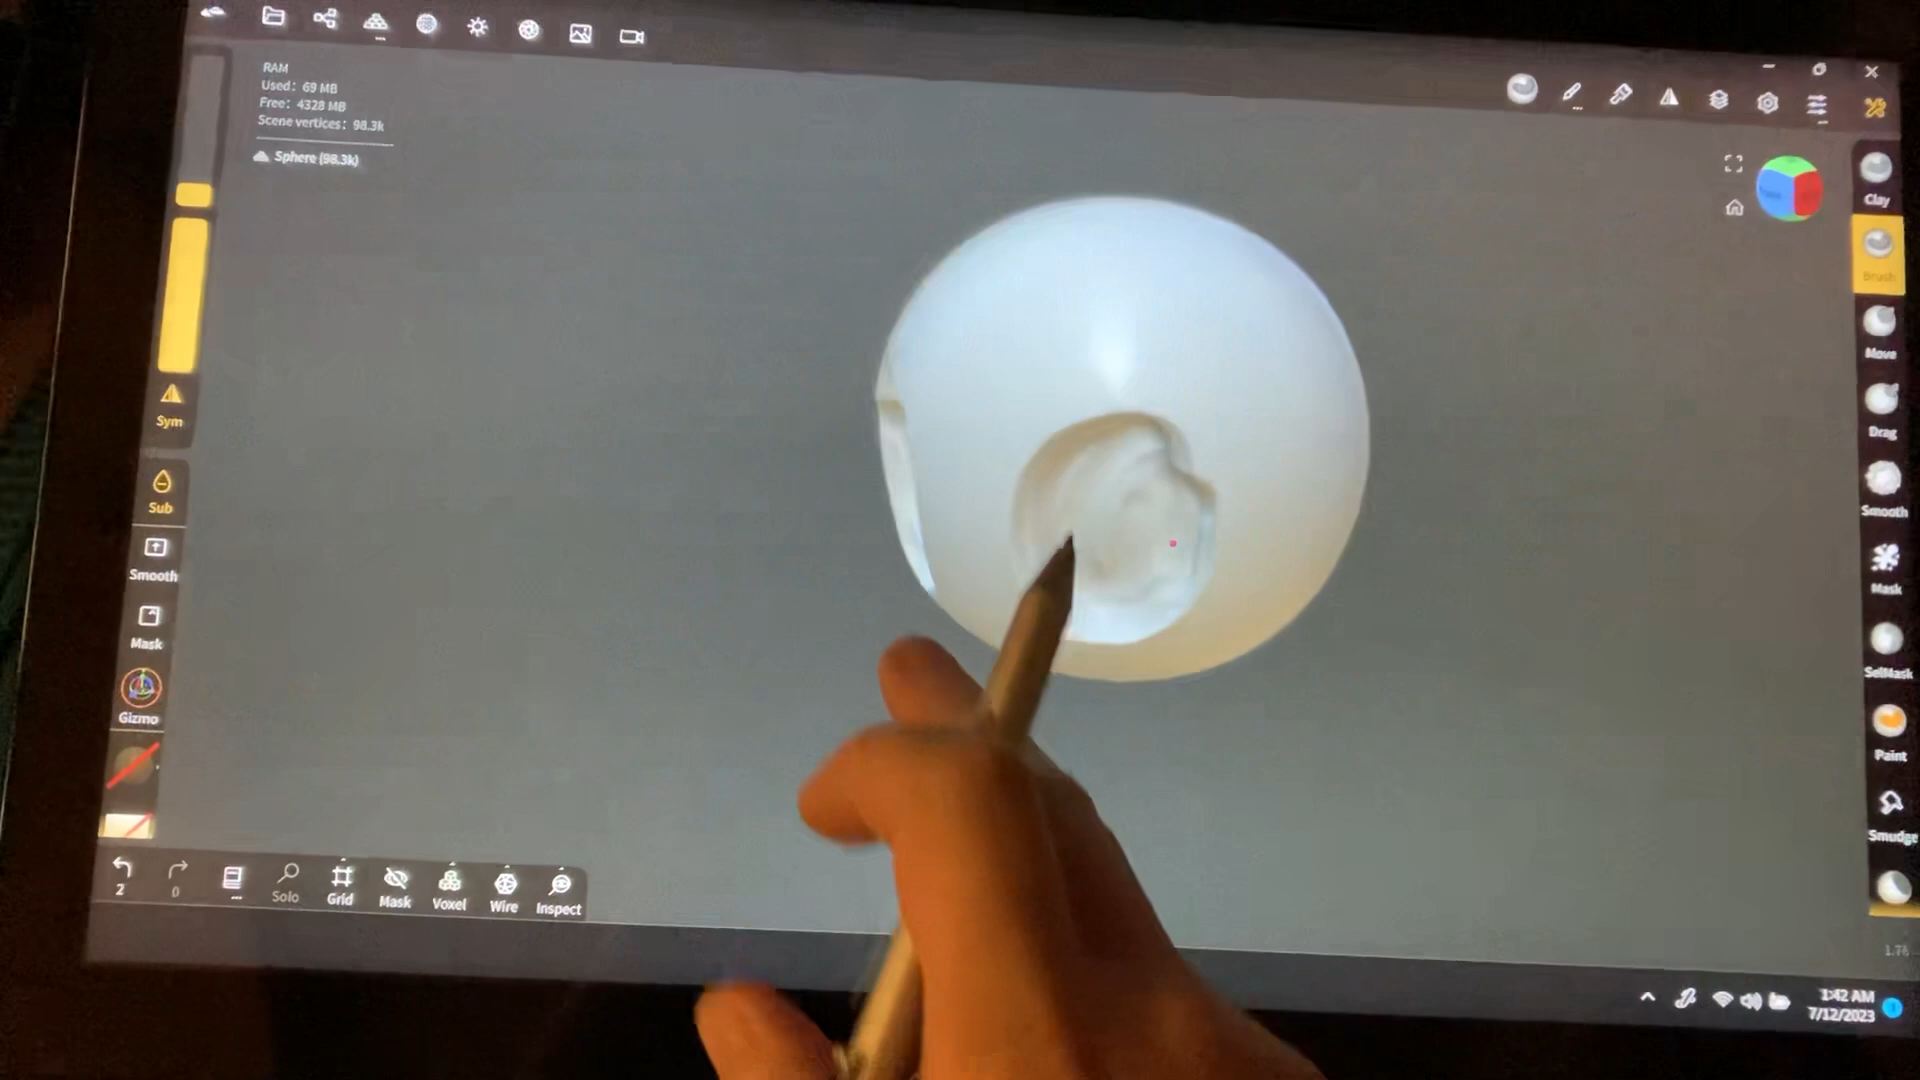 RAM
Used: 69 MB
Free: 4328 MB
Scene vertices: 98.3k
Sphere (98.3k)
Sym
Sub
Smooth
Mask
Gizmo
2
0
Solo
Grid
Mask
Voxel
Wire
Inspect
Clay
Brush
Move
Drag
Smooth
Mask
SelMask
Paint
Smudge
1:42 AM
7/12/2023